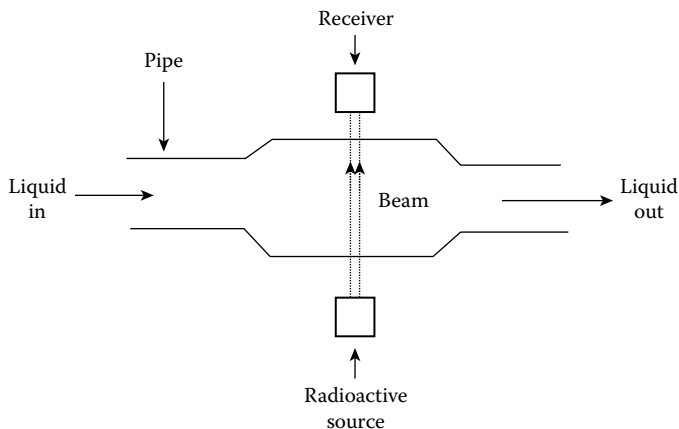 Receiver
Pipe
Liquid
in
Beam
Liquid
out
Radioactive
source